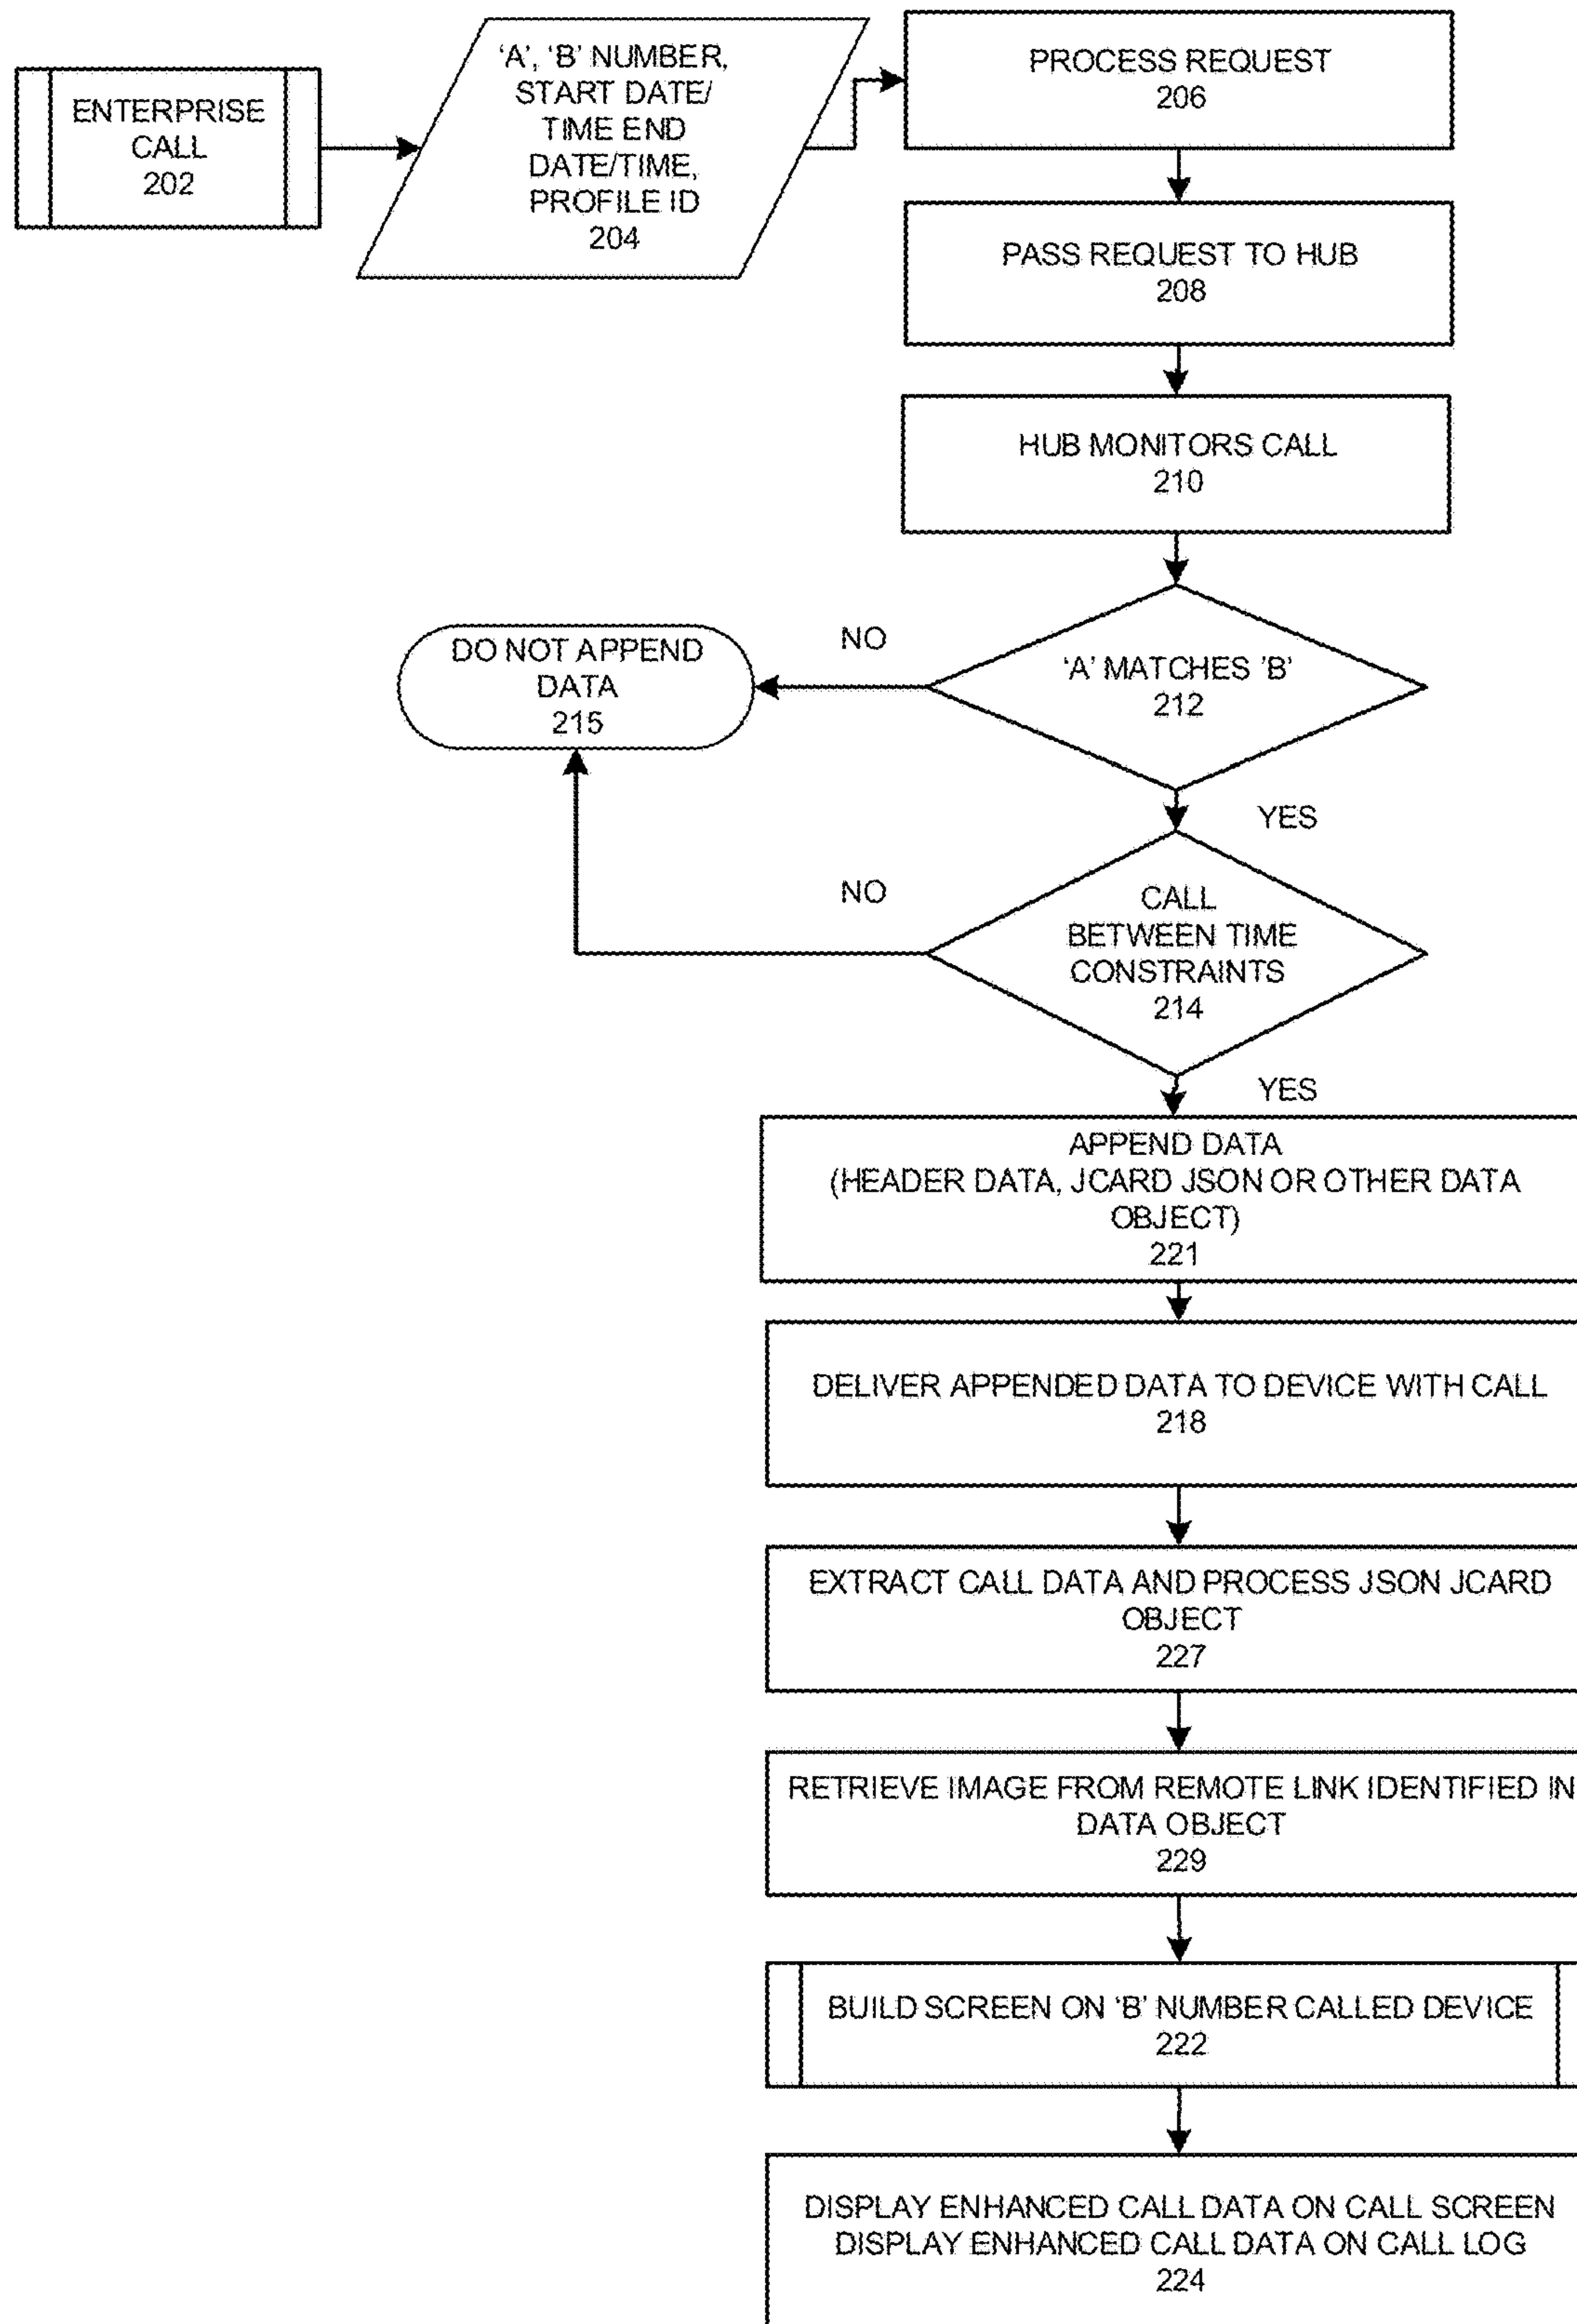 ENTERPRISE
CALL
202
‘A’, ‘B’ NUMBER,
START DATE/
TIME END
DATE/TIME,
PROFILE ID
204
PROCESS REQUEST
206
PASS REQUEST TO HUB
208
HUB MONITORS CALL
210
‘A’ MATCHES ’B’
212
NO
DO NOT APPEND
DATA
215
YES
CALL
BETWEEN TIME
CONSTRAINTS
214
NO
YES
APPEND DATA
(HEADER DATA, JCARD JSON OR OTHER DATA
OBJECT)
221
DELIVER APPENDED DATA TO DEVICE WITH CALL
218
EXTRACT CALL DATA AND PROCESS JSON JCARD
OBJECT
227
RETRIEVE IMAGE FROM REMOTE LINK IDENTIFIED IN
DATA OBJECT
229
BUILD SCREEN ON ‘B’ NUMBER CALLED DEVICE
222
DISPLAY ENHANCED CALL DATA ON CALL SCREEN
DISPLAY ENHANCED CALL DATA ON CALL LOG
224